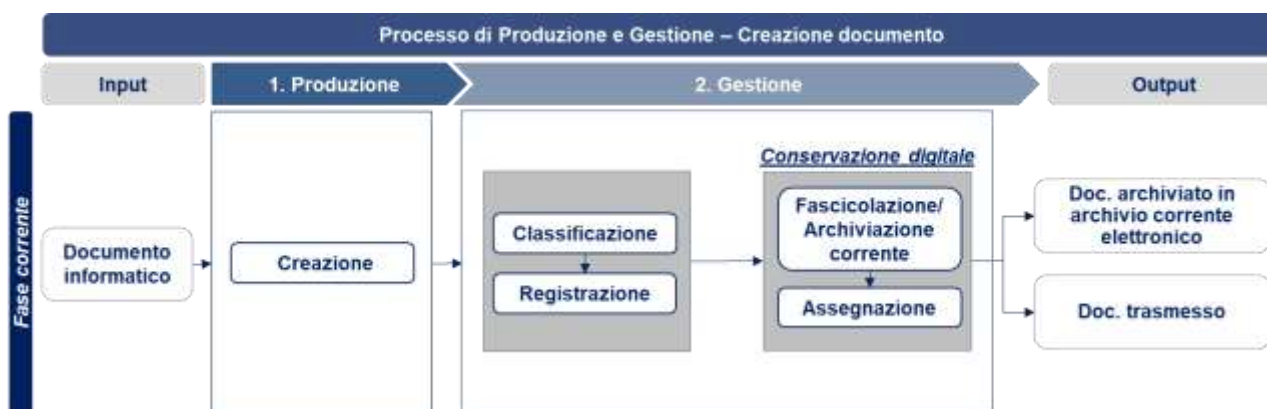 Processo di Produzione e Gestione – Creazione documento
Input
1. Produzione
2. Gestione
Output
Fase corrente
Documento
informatico
Creazione
Classificazione
Registrazione
Conservazione digitale
Fascicolazione/
Archiviazione
corrente
Assegnazione
Doc. archiviato in
archivio corrente
elettronico
Doc. trasmesso